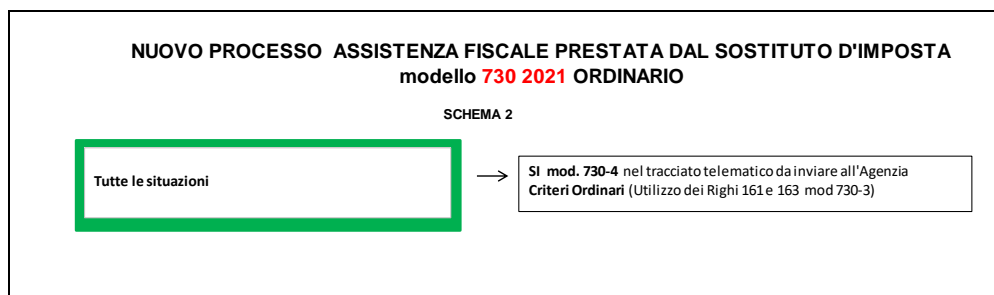 NUOVO PROCESSO ASSISTENZA FISCALE PRESTATA DAL SOSTITUTO D'IMPOSTA
modello 730 2021 ORDINARIO
SCHEMA 2
Tutte le situazioni
SI mod. 730-4 nel tracciato telematico da inviare all'Agenzia
Criteri Ordinari (Utilizzo dei Righi 161 e 163 mod 730-3)